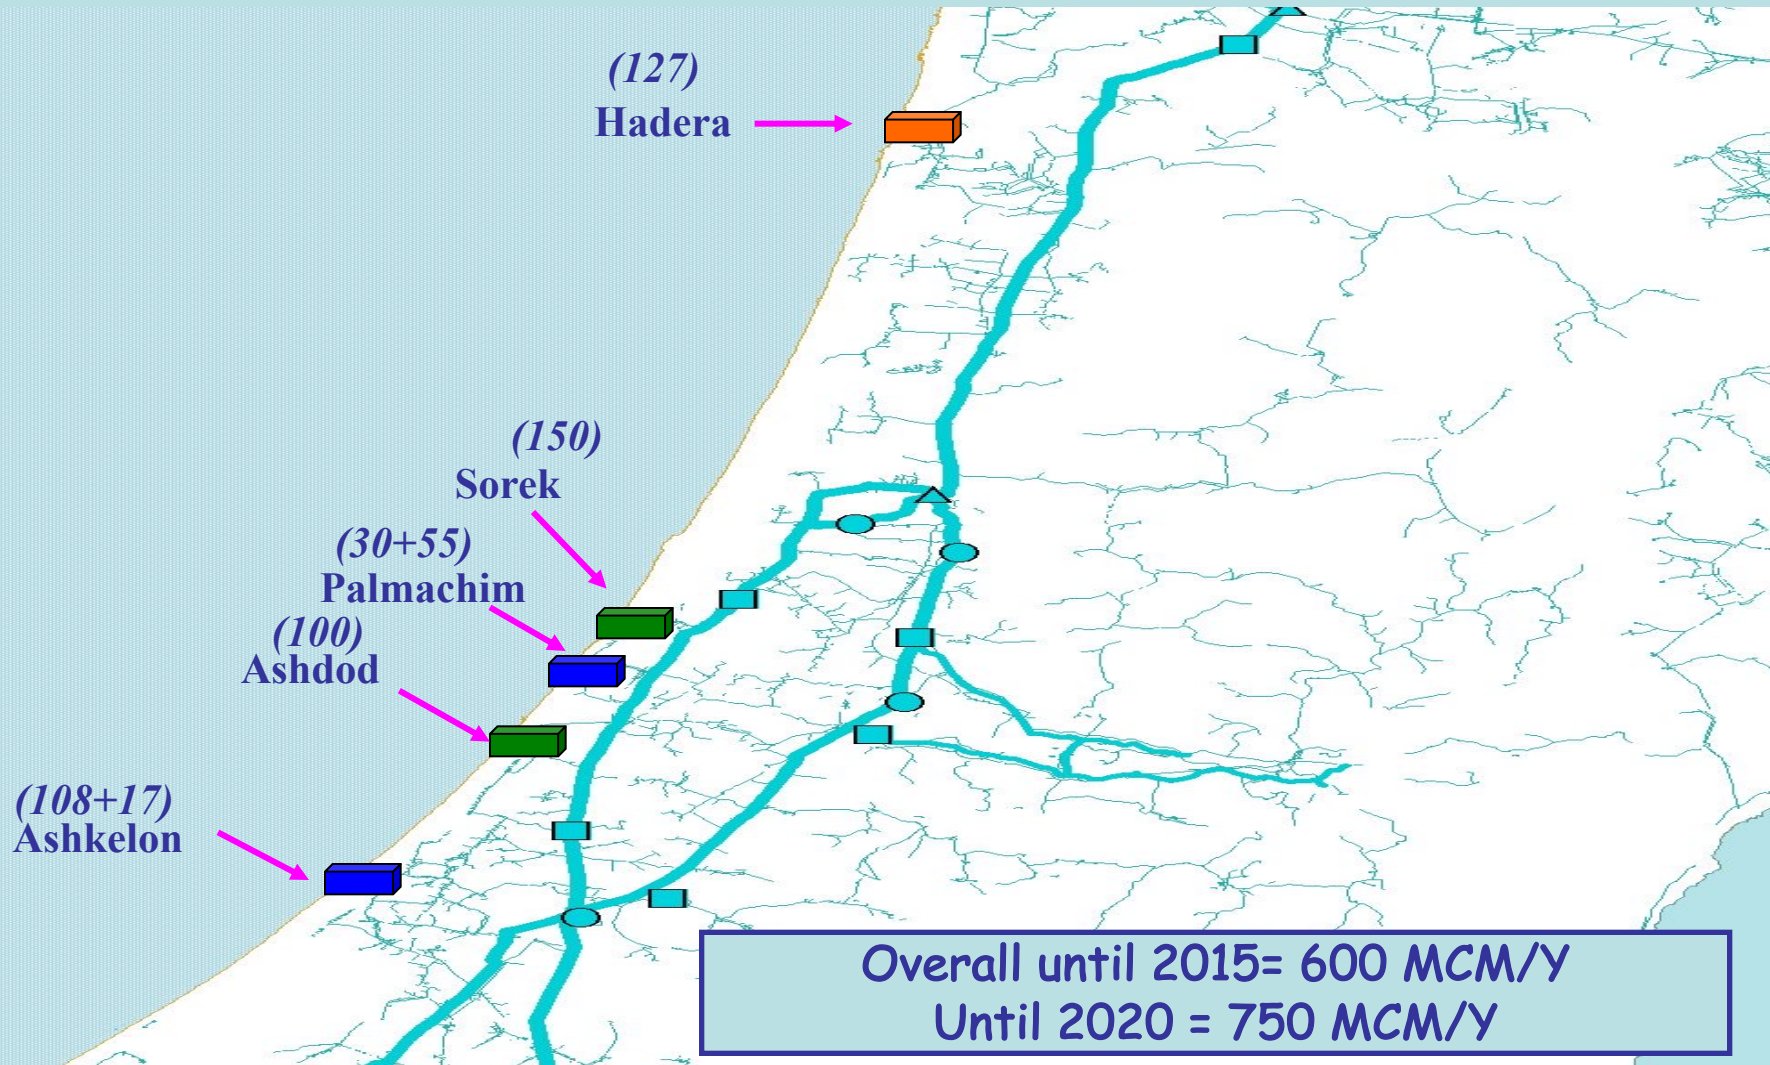 (127)
Hadera
(150)
Sorek
(30+55)
Palmachim
(100)
Ashdod
(108+17)
Ashkelon
Overall until 2015= 600 MCM/Y
Until 2020 = 750 MCM/Y